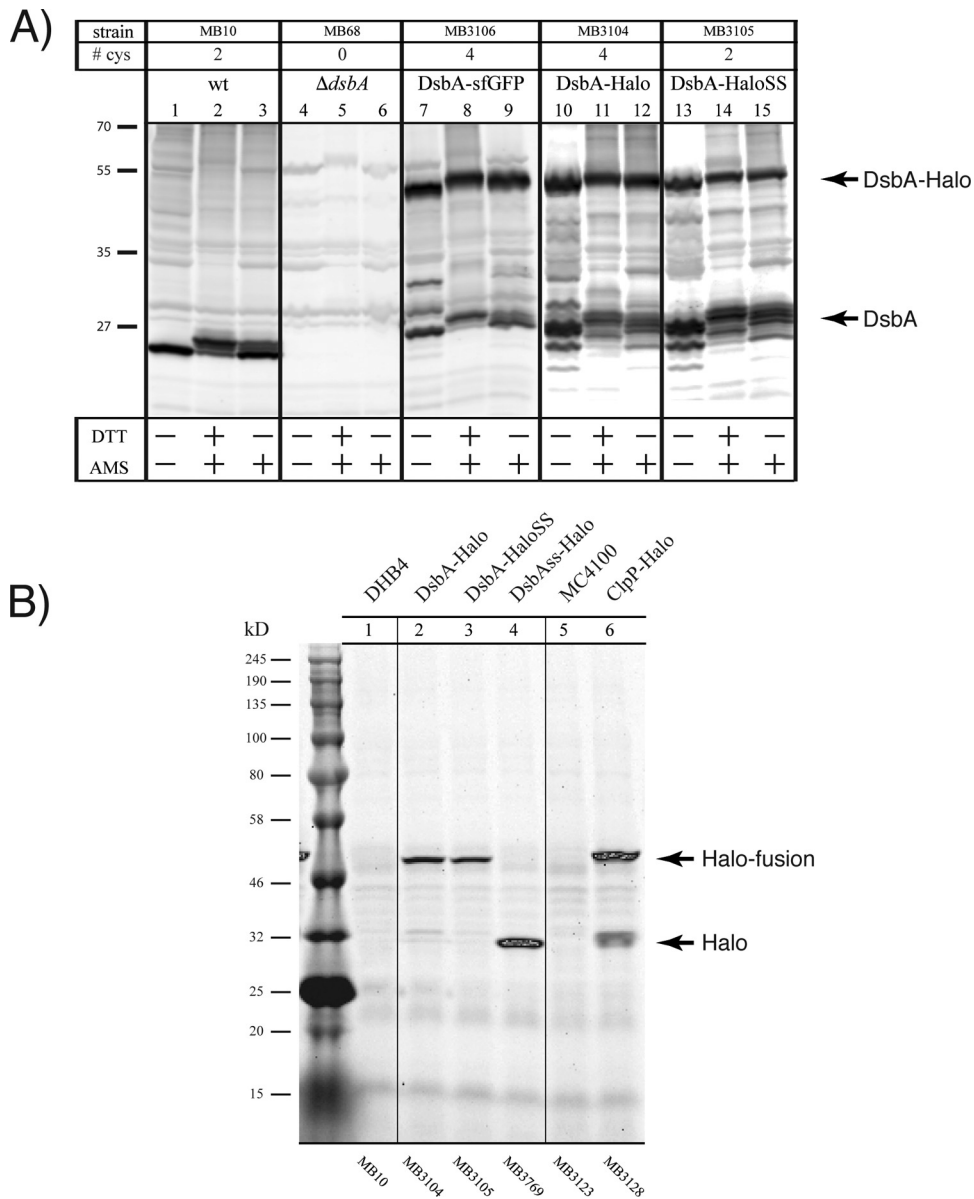 A)
strain MB10 MB68 MB3106 MB3104 MB3105
# cys 2 0 4 4 2
wt ΔdsbA DsbA-sfGFP DsbA-Halo DsbA-HaloSS
1 2 3 4 5 6 7 8 9 10 11 12 13 14 15
70
55
DsbA-Halo
35
27
DsbA
DTT − + − − + − − + − − + − − + −
AMS − + + − + + − + + − + + − + +
B)
DHB4 DsbA-Halo DsbA-HaloSS DsbAss-Halo MC4100 ClpP-Halo
kD 1 2 3 4 5 6
245
190
135
100
80
58
Halo-fusion
46
32
Halo
25
20
15
MB10 MB3104 MB3105 MB3769 MB3123 MB3128